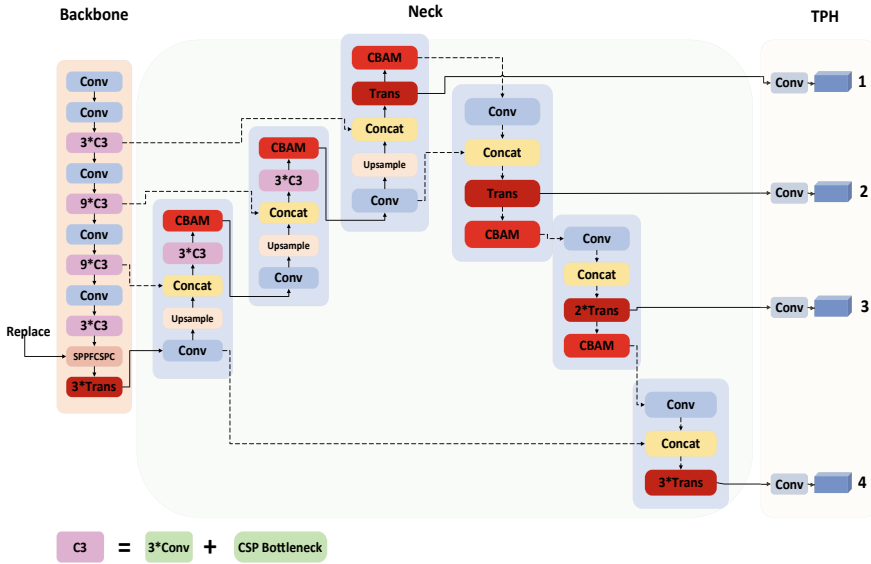 Backbone
Neck
TPH
Conv
Conv
3*C3
Conv
9*C3
Conv
9*C3
Conv
3*C3
SPPFCSPC
3*Trans
Replace
CBAM
3*C3
Concat
Upsample
Conv
CBAM
3*C3
Concat
Upsample
Conv
CBAM
Trans
Concat
Upsample
Conv
Conv
Concat
Trans
CBAM
Conv
Concat
2*Trans
CBAM
Conv
Concat
3*Trans
Conv 1
Conv 2
Conv 3
Conv 4
C3 = 3*Conv + CSP Bottleneck